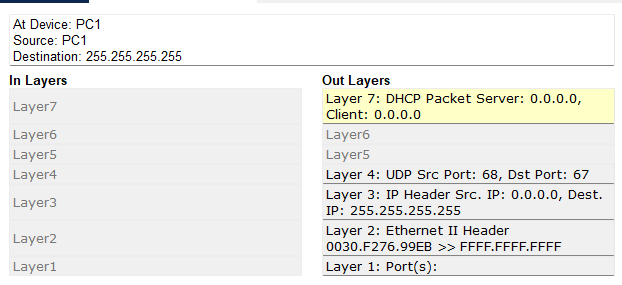 At Device: PC1
Source: PC1
Destination: 255.255.255.255
In Layers
Layer7
Layer6
Layer5
Layer4
Layer3
Layer2
Layer1
Out Layers
Layer 7: DHCP Packet Server: 0.0.0.0,
Client: 0.0.0.0
Layer6
Layer5
Layer 4: UDP Src Port: 68, Dst Port: 67
Layer 3: IP Header Src. IP: 0.0.0.0, Dest.
IP: 255.255.255.255
Layer 2: Ethernet II Header
0030.F276.99EB >> FFFF.FFFF.FFFF
Layer 1: Port(s):